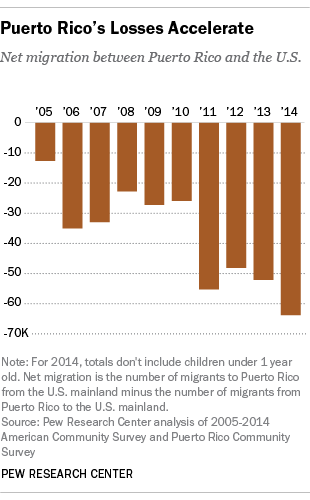 Puerto Rico's Losses Accelerate
Net migration between Puerto Rico and the U.S.
'05 '06 '07 '08 '09 '10 '11 '12 '13 '14
0
-10
-20
-30
-40
-50
-60
-70K
Note: For 2014, totals don't include children under 1 year
old. Net migration is the number of migrants to Puerto Rico
from the U.S. mainland minus the number of migrants from
Puerto Rico to the U.S. mainland.
Source: Pew Research Center analysis of 2005-2014
American Community Survey and Puerto Rico Community
Survey
PEW RESEARCH CENTER